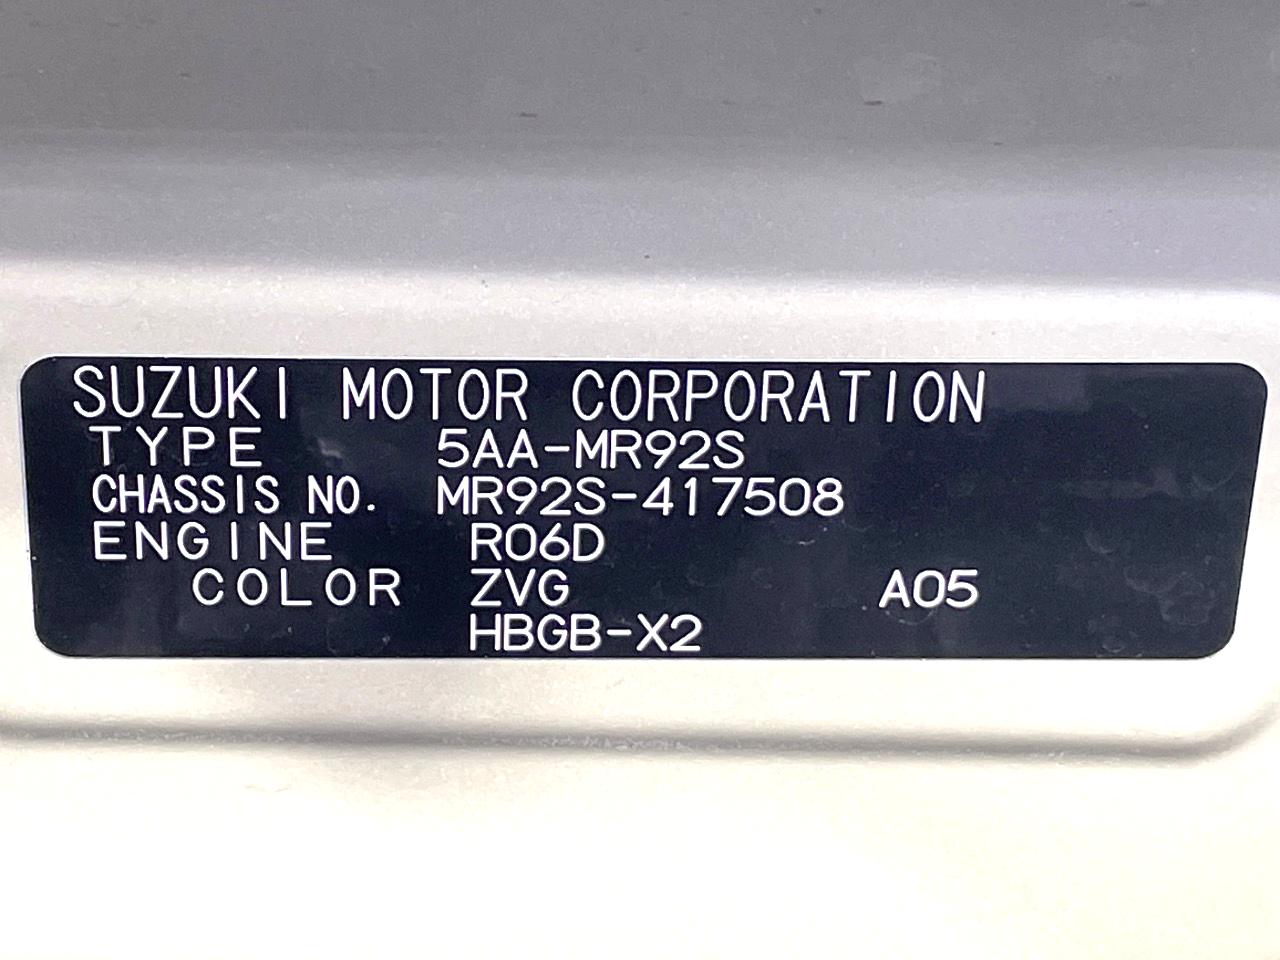 SUZUKI MOTOR CORPORATION
TYPE 5AA-MR92S
CHASSIS NO. MR92S-417508
ENGINE R06D
COLOR ZVG A05
HBGB-X2